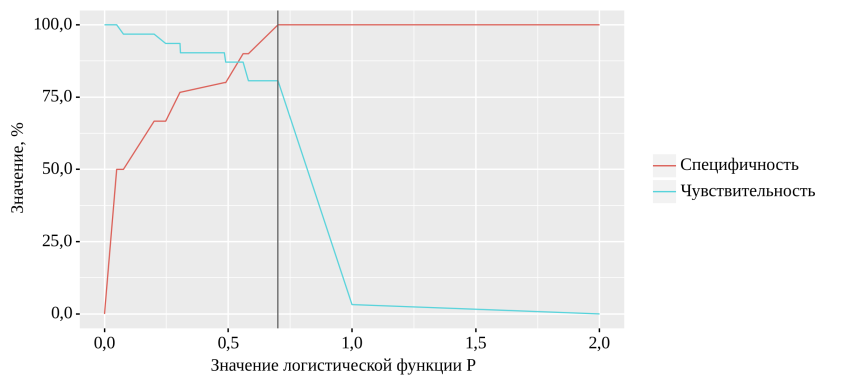 100,0
75,0
50,0
25,0
0,0
Значение, %
0,0 0,5 1,0 1,5 2,0
Значение логистической функции P
Специфичность
Чувствительность